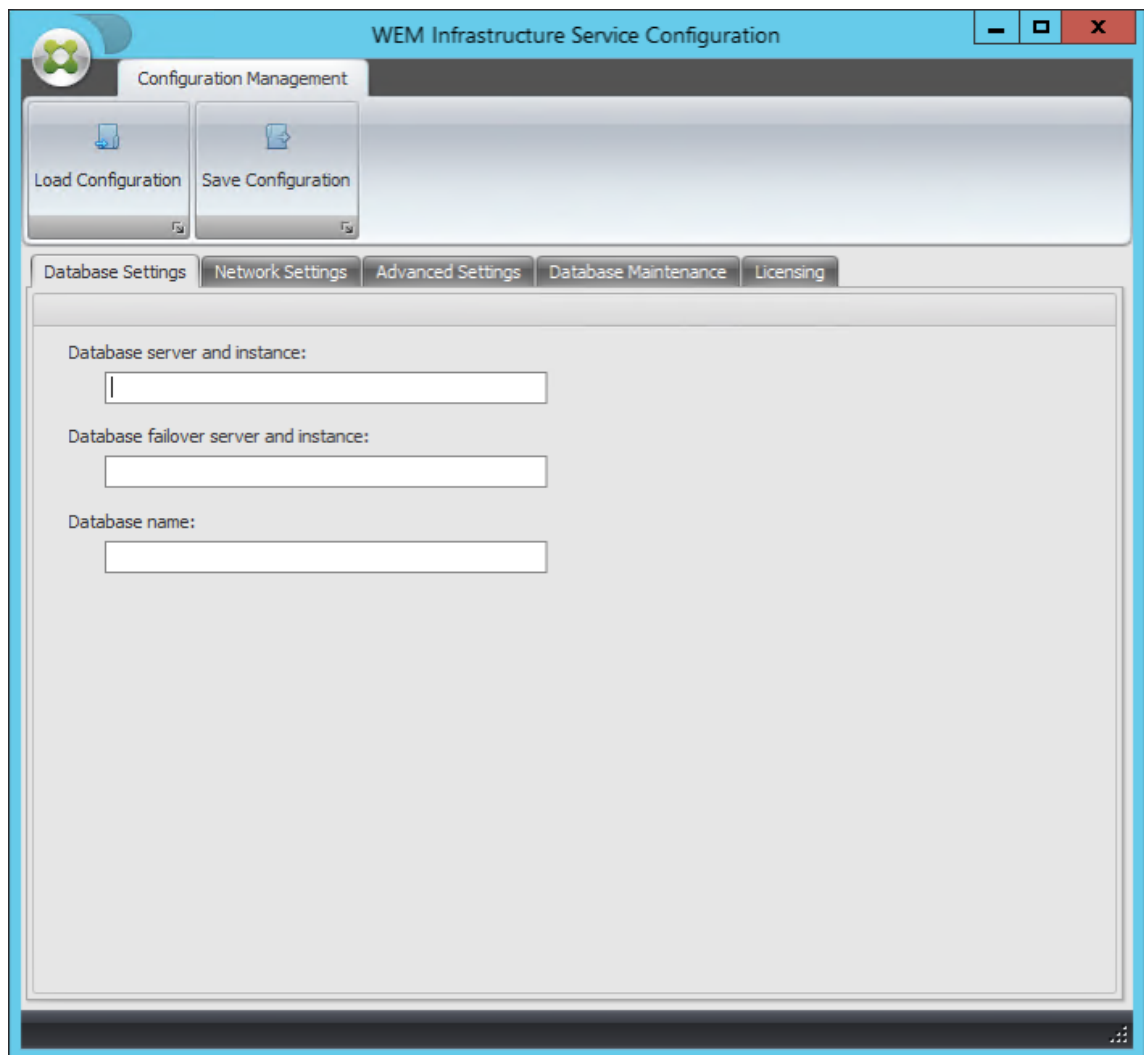 WEM Infrastructure Service Configuration
Configuration Management
Load Configuration
Save Configuration
Database Settings
Network Settings
Advanced Settings
Database Maintenance
Licensing
Database server and instance:
Database failover server and instance:
Database name: